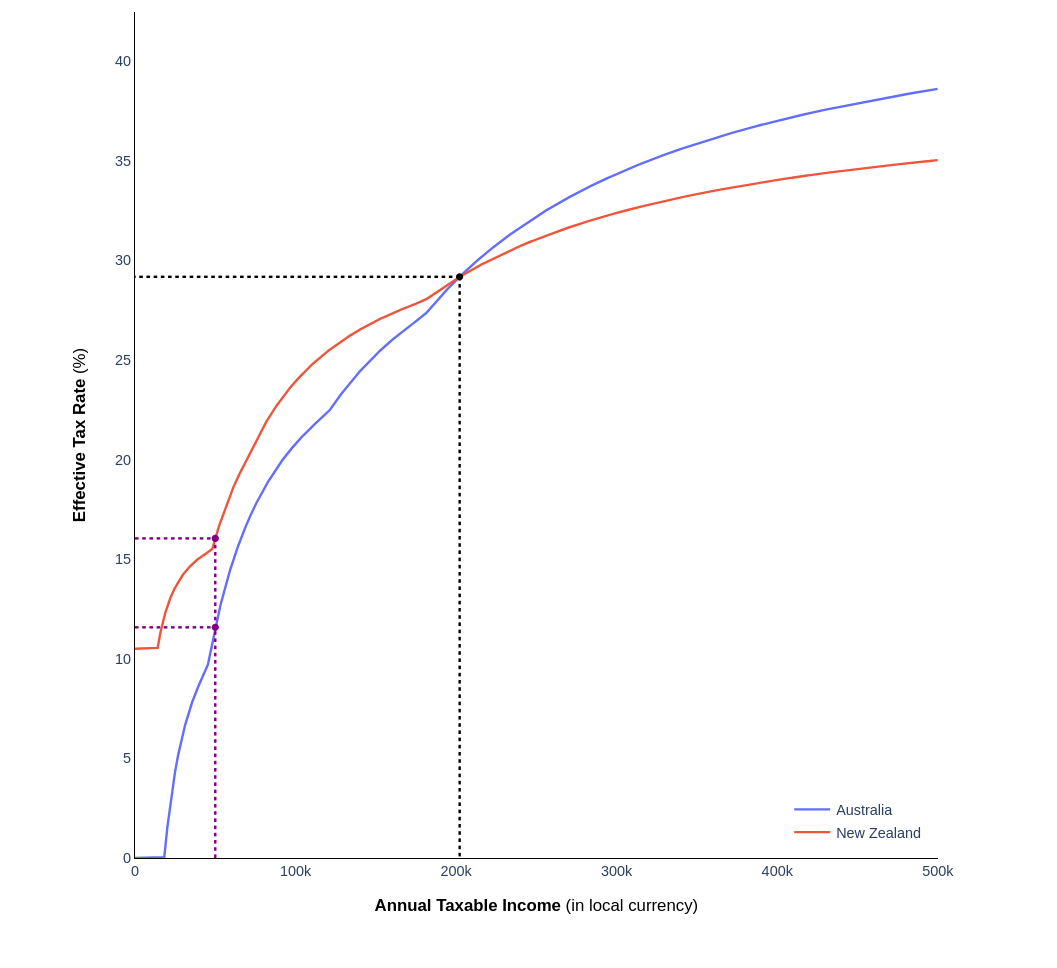 40
35
30
25
20
15
10
5
0
Effective Tax Rate (%)
0 100k 200k 300k 400k 500k
Annual Taxable Income (in local currency)
Australia
New Zealand